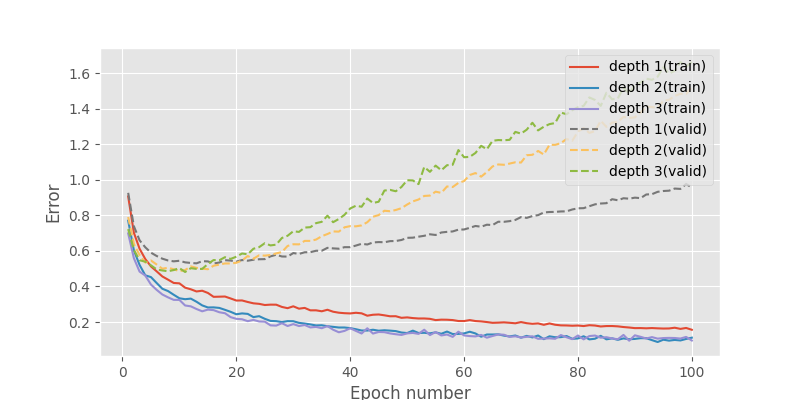 1.6
1.4
1.2
1.0
0.8
0.6
0.4
0.2
Error
0
20
40
60
80
100
Epoch number
depth 1(train)
depth 2(train)
depth 3(train)
depth 1(valid)
depth 2(valid)
depth 3(valid)